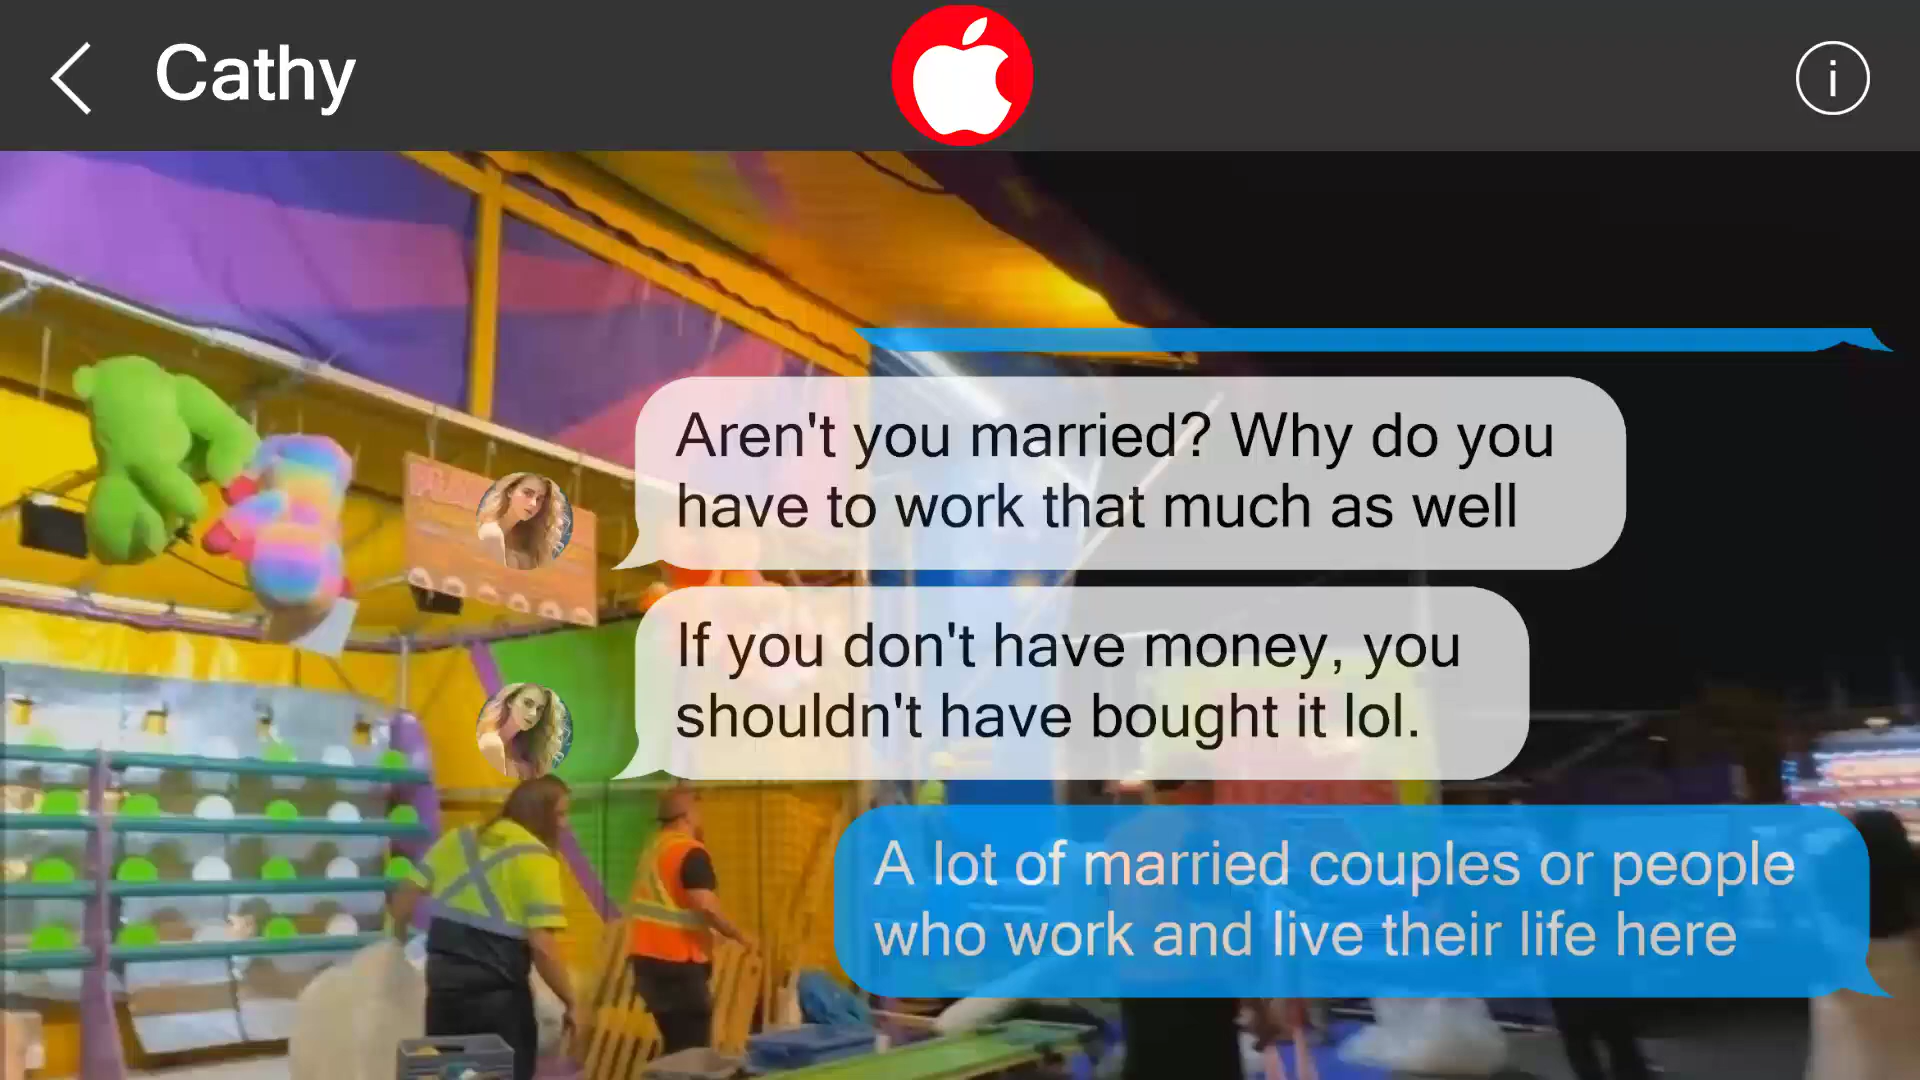 Cathy
Aren't you married? Why do you
have to work that much as well
If you don't have money, you
shouldn't have bought it lol.
A lot of married couples or people
who work and live their life here